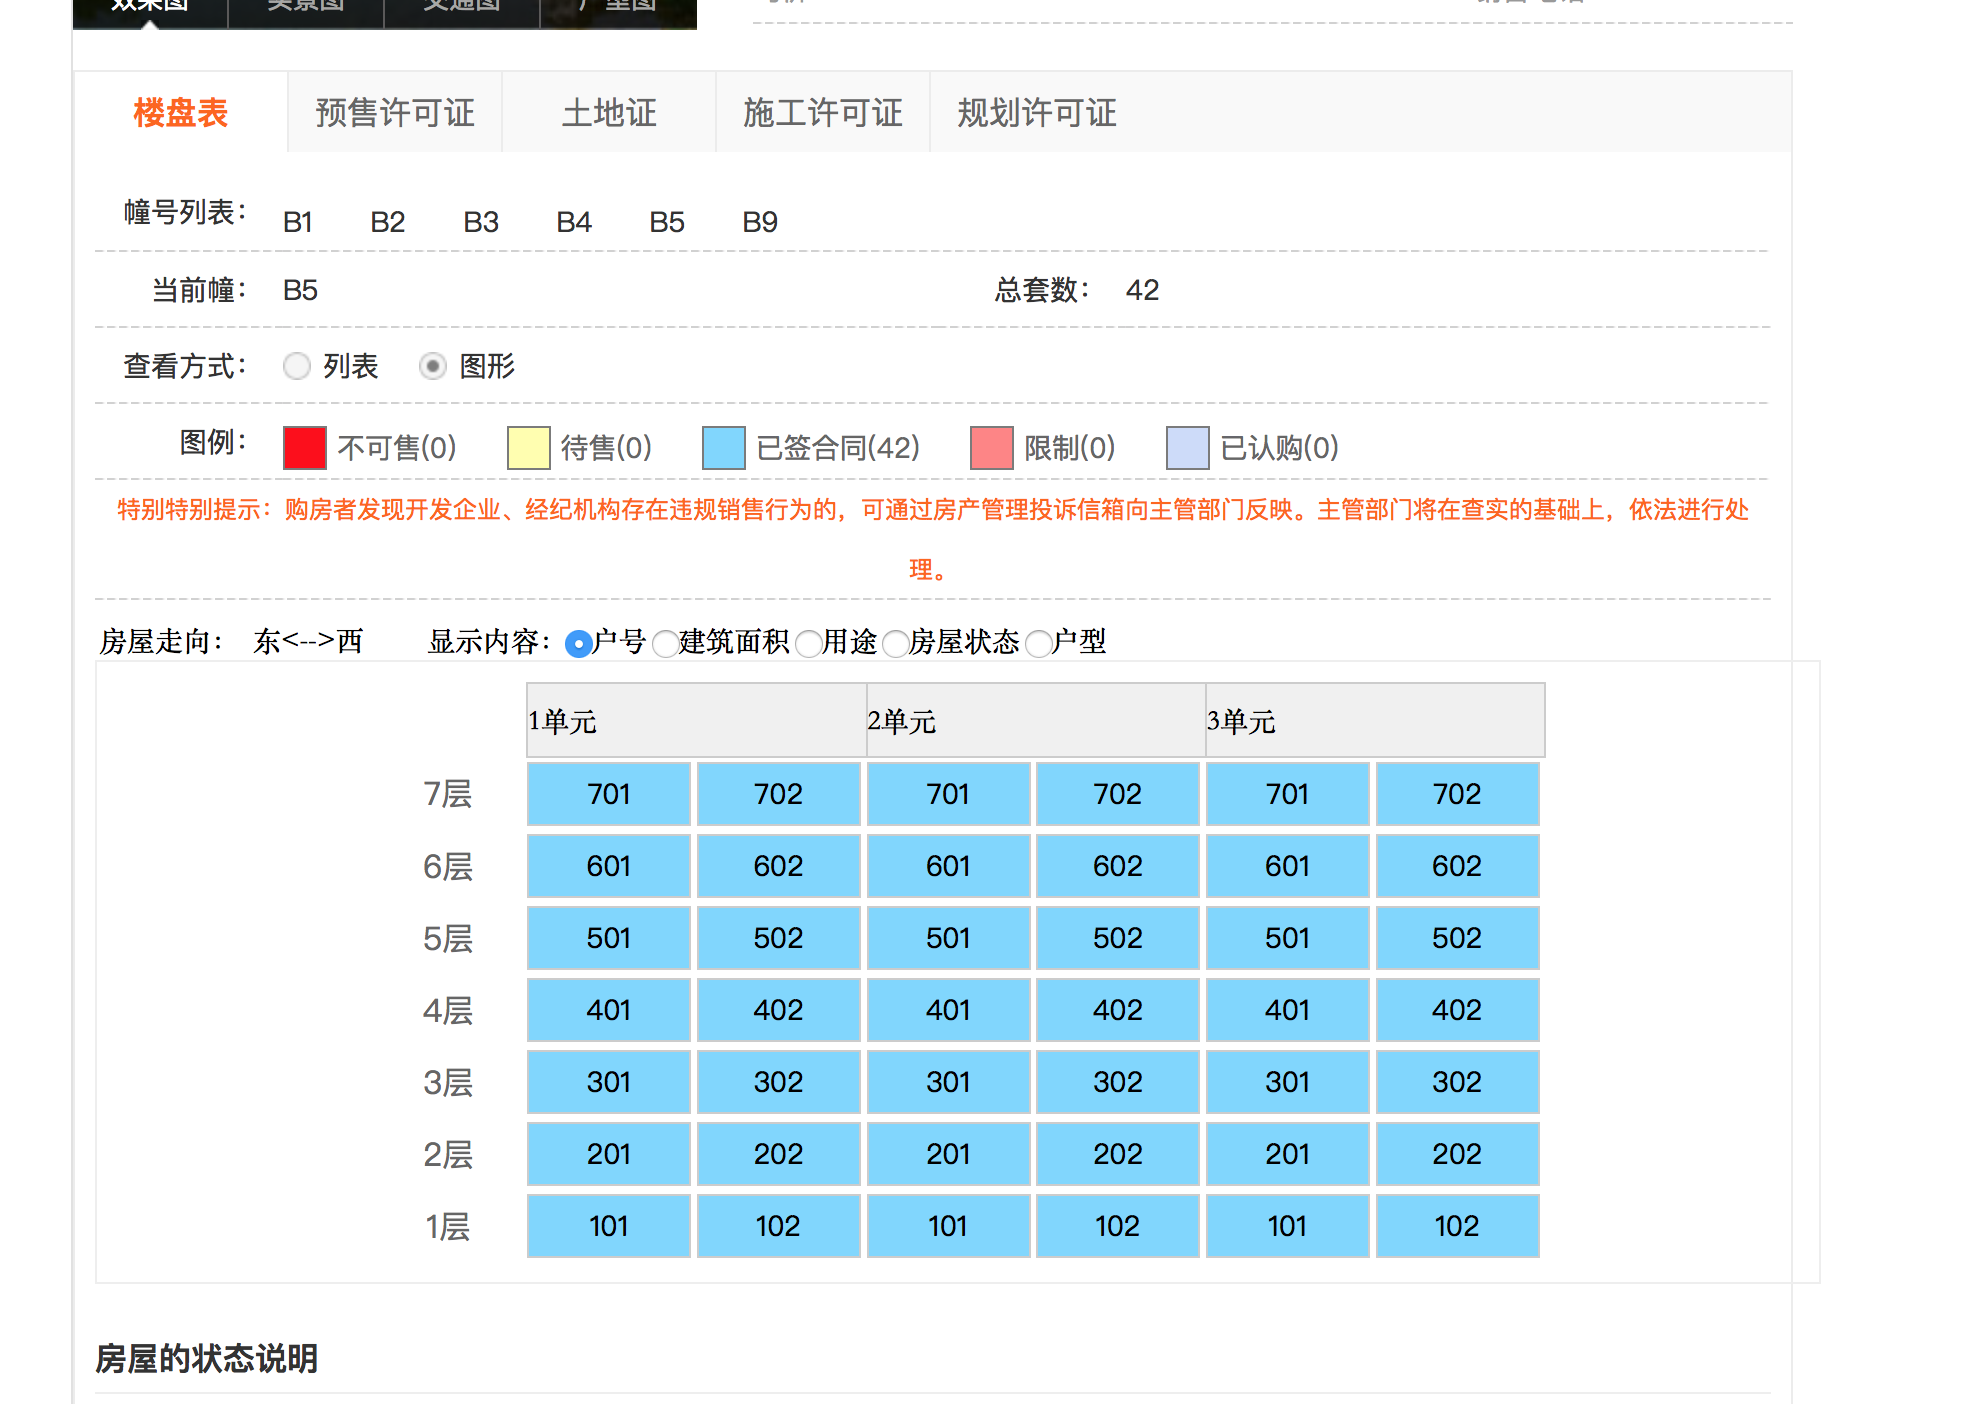 效果图 实景图 交通图 户型图
楼盘表 预售许可证 土地证 施工许可证 规划许可证
幢号列表： B1 B2 B3 B4 B5 B9
当前幢： B5 总套数： 42
查看方式： 列表 图形
图例： 不可售(0) 待售(0) 已签合同(42) 限制(0) 已认购(0)
特别特别提示：购房者发现开发企业、经纪机构存在违规销售行为的，可通过房产管理投诉信箱向主管部门反映。主管部门将在查实的基础上，依法进行处
理。
房屋走向： 东<-->西 显示内容： 户号 建筑面积 用途 房屋状态 户型
1单元 2单元 3单元
7层 701 702 701 702 701 702
6层 601 602 601 602 601 602
5层 501 502 501 502 501 502
4层 401 402 401 402 401 402
3层 301 302 301 302 301 302
2层 201 202 201 202 201 202
1层 101 102 101 102 101 102
房屋的状态说明